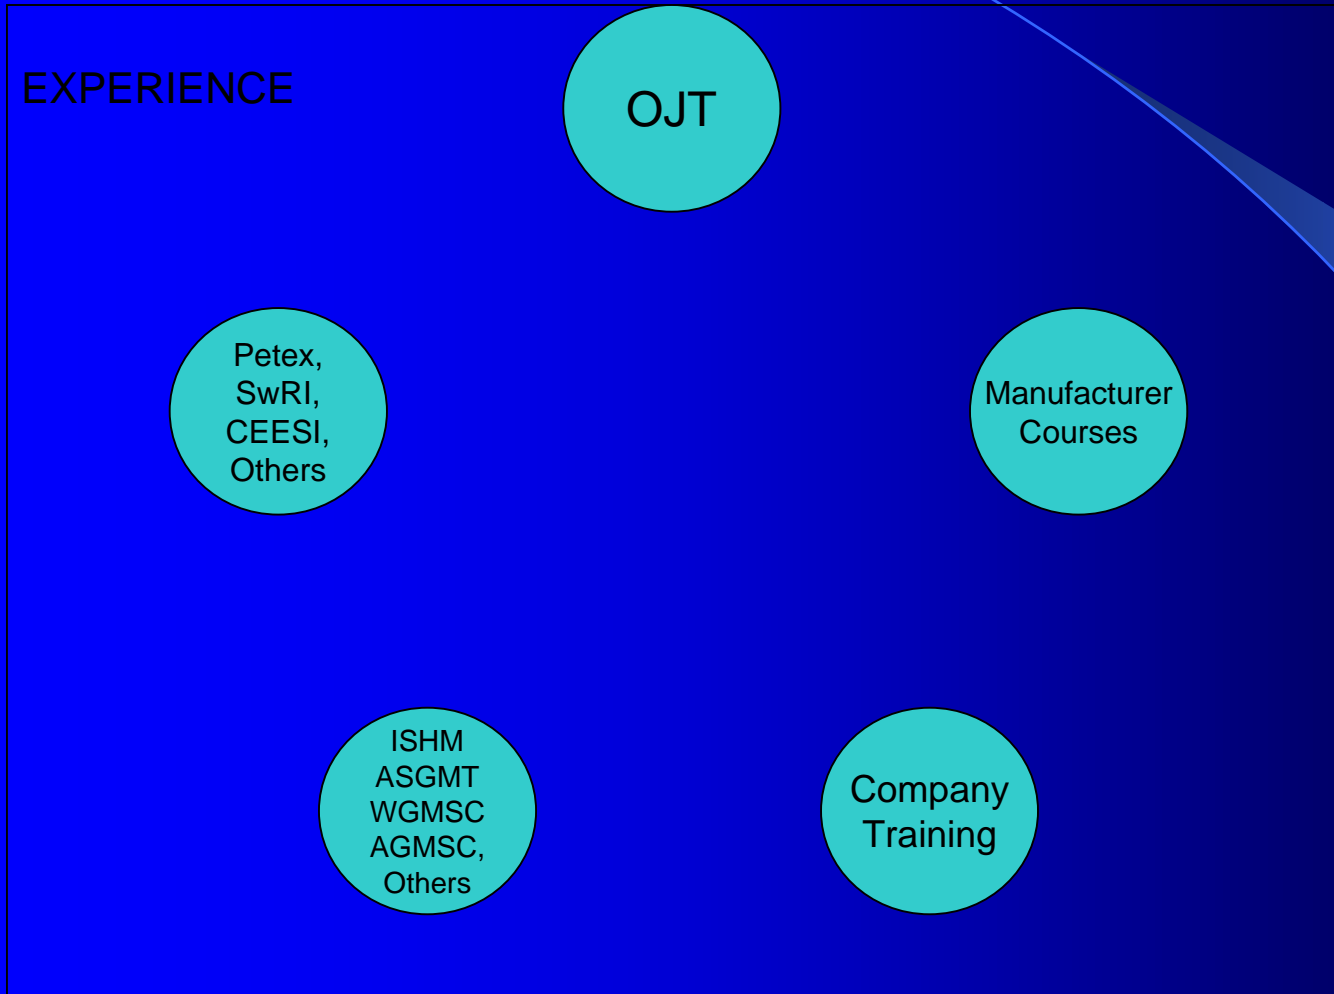 EXPERIENCE
OJT
Petex,
SwRI,
CEESI,
Others
Manufacturer
Courses
ISHM
ASGMT
WGMSC
AGMSC,
Others
Company
Training